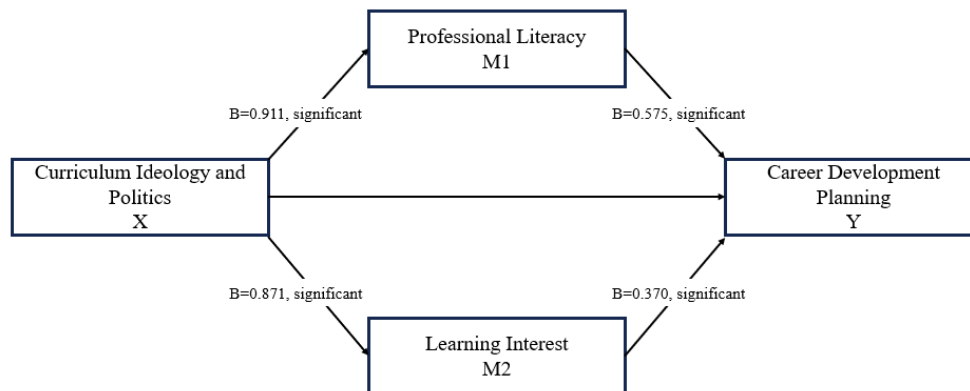 Professional Literacy
M1
B=0.911, significant
B=0.575, significant
Curriculum Ideology and
Politics
X
Career Development
Planning
Y
B=0.871, significant
B=0.370, significant
Learning Interest
M2